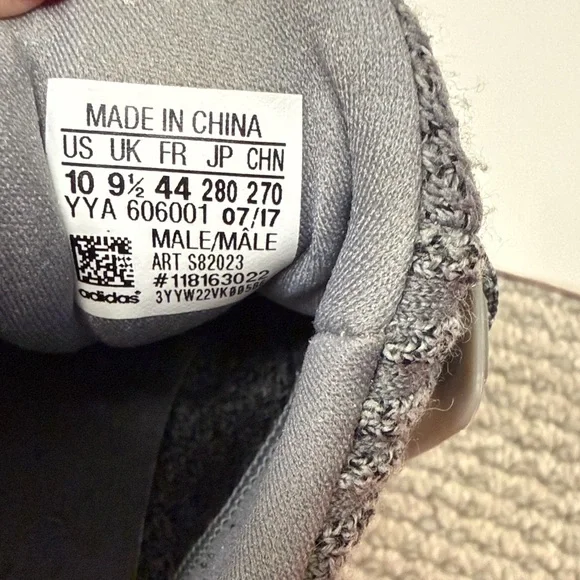 MADE IN CHINA
US UK FR JP CHN
10 9½ 44 280 270
YYA 606001 07/17
MALE/MÂLE
ART S82023
#118163022
adidas®